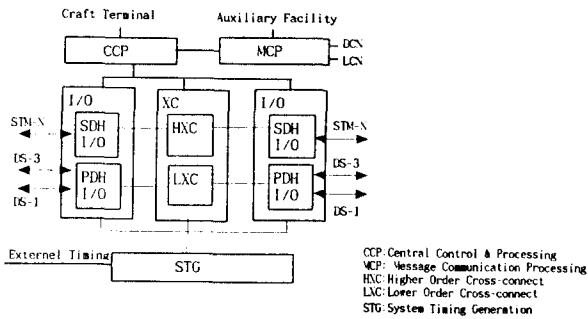 Craft Terminal
Auxiliary Facility
CCP
MCP
DCN
LCN
I/O
XC
I/O
STM-N
SDH
I/O
HXC
SDH
I/O
STM-N
DS-3
DS-3
PDH
I/O
LXC
PDH
I/O
DS-1
DS-1
Externel Timing
STG
CCP:Central Control & Processing
MCP: Message Communication Processing
HXC:Higher Order Cross-connect
LXC:Lower Order Cross-connect
STG:System Timing Generation